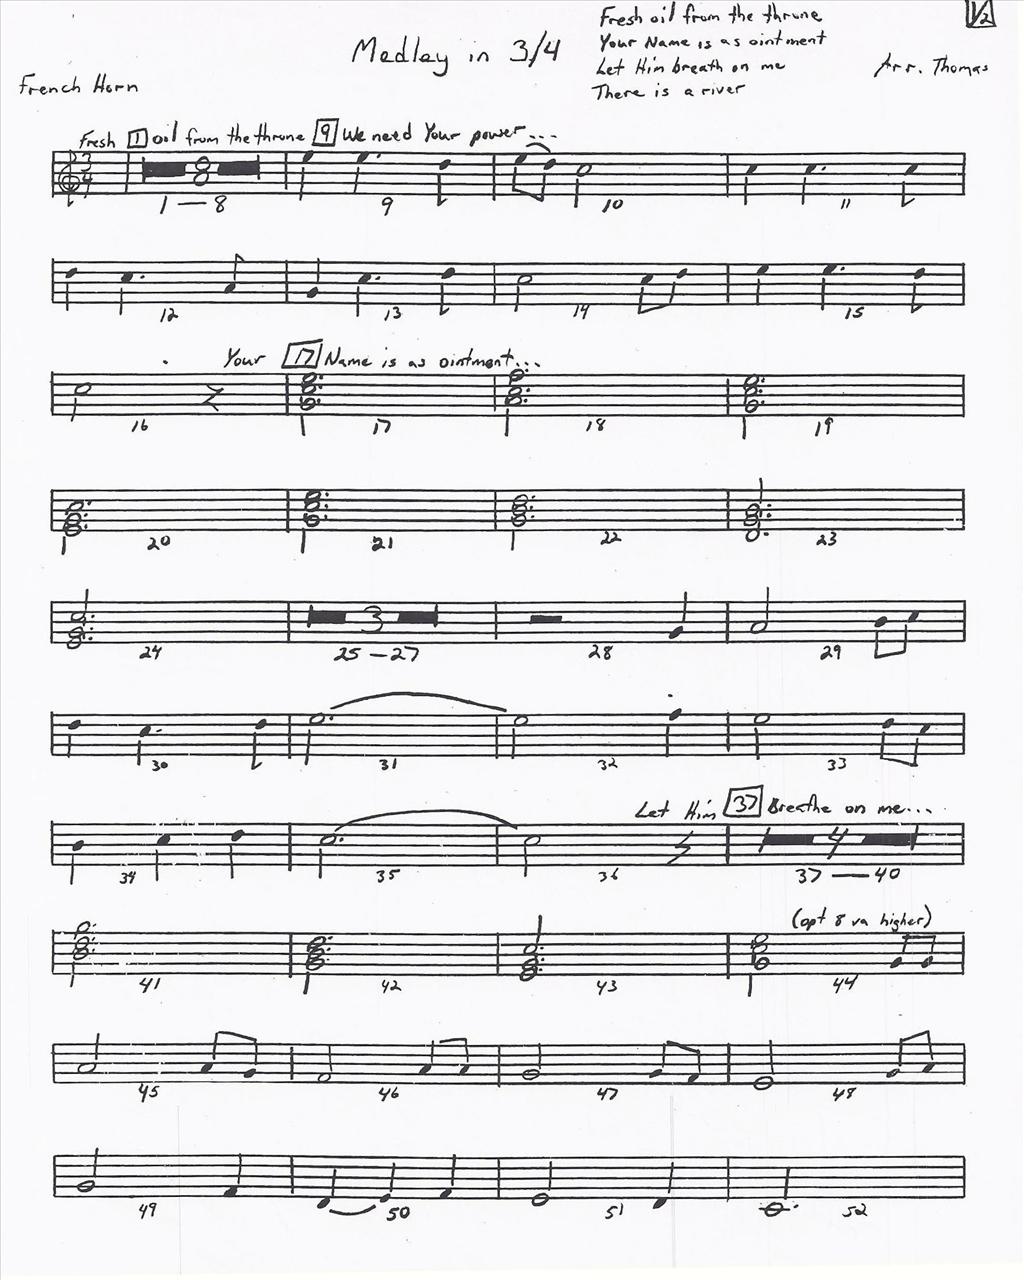 Fresh oil from the throne
1/2
Your Name is as ointment
Medley in 3/4
Let Him breath on me
Arr. Thomas
There is a river
French Horn
Fresh 1 oil from the throne 9 We need Your power...
3/4 8
1—8 9 10 11
12 13 14 15
Your 17 Name is as ointment...
16 17 18 19
20 21 22 23
3
24 25—27 28 29
30 31 32 33
Let Him 37 Breathe on me...
4
34 35 36 37—40
(opt 8 va higher)
41 42 43 44
45 46 47 48
49 50 51 52